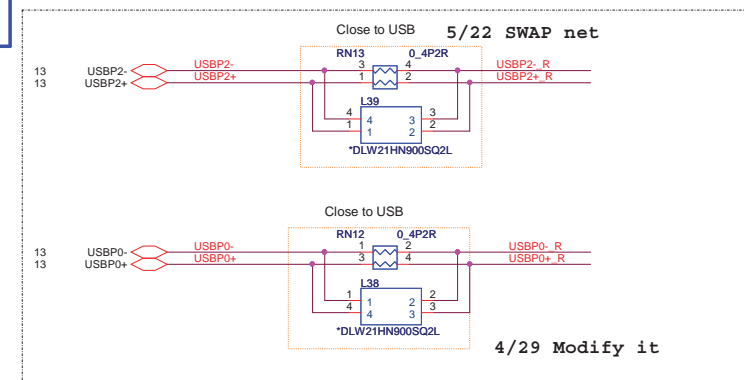 Close to USB
5/22 SWAP net
RN13 0_4P2R
13 USBP2- USBP2- 3 4 USBP2-_R
13 USBP2+ USBP2+ 1 2 USBP2+_R
L39
4 4 3 3
1 1 2 2
*DLW21HN900SQ2L
Close to USB
RN12 0_4P2R
13 USBP0- USBP0- 1 2 USBP0-_R
13 USBP0+ USBP0+ 3 4 USBP0+_R
L38
1 1 2 2
4 4 3 3
*DLW21HN900SQ2L
4/29 Modify it